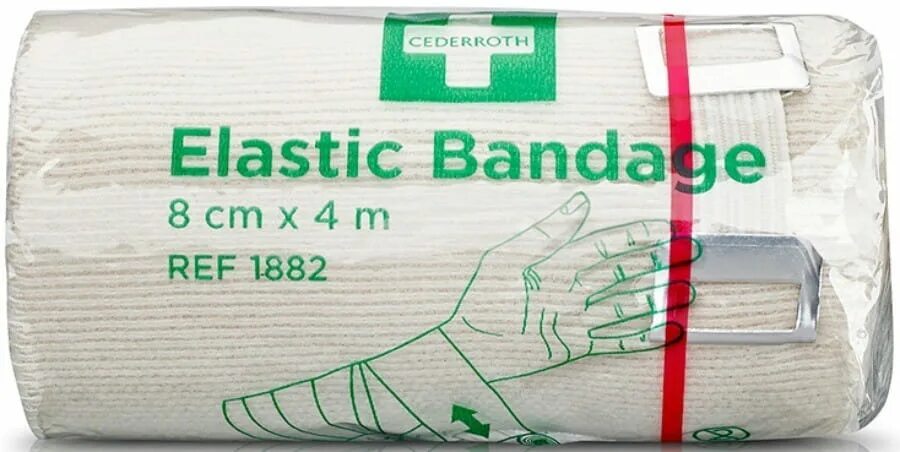 CEDERROTH
Elastic Bandage
8 cm x 4 m
REF 1882